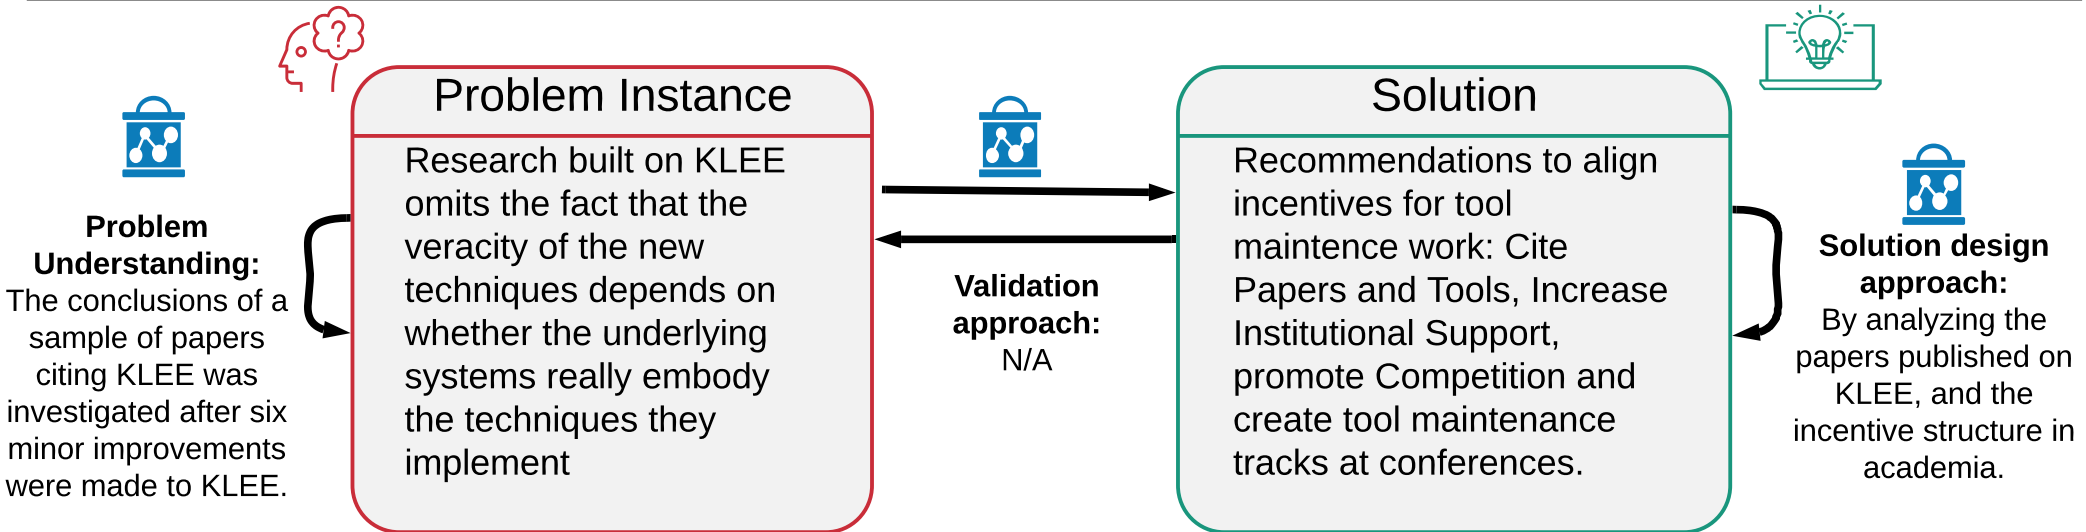 ?
Problem Instance
Solution
Problem
Understanding:
The conclusions of a
sample of papers
citing KLEE was
investigated after six
minor improvements
were made to KLEE.
Research built on KLEE
omits the fact that the
veracity of the new
techniques depends on
whether the underlying
systems really embody
the techniques they
implement
Validation
approach:
N/A
Recommendations to align
incentives for tool
maintence work: Cite
Papers and Tools, Increase
Institutional Support,
promote Competition and
create tool maintenance
tracks at conferences.
Solution design
approach:
By analyzing the
papers published on
KLEE, and the
incentive structure in
academia.